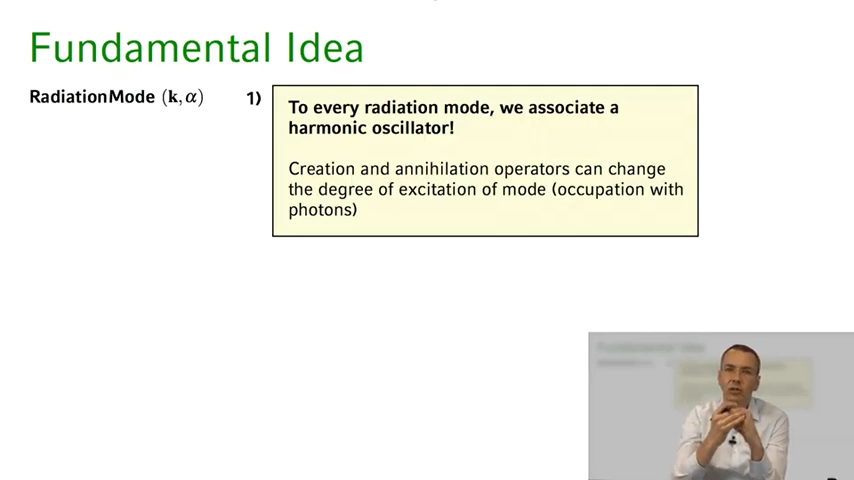 Fundamental Idea
RadiationMode (k, α) 1)
To every radiation mode, we associate a
harmonic oscillator!
Creation and annihilation operators can change
the degree of excitation of mode (occupation with
photons)